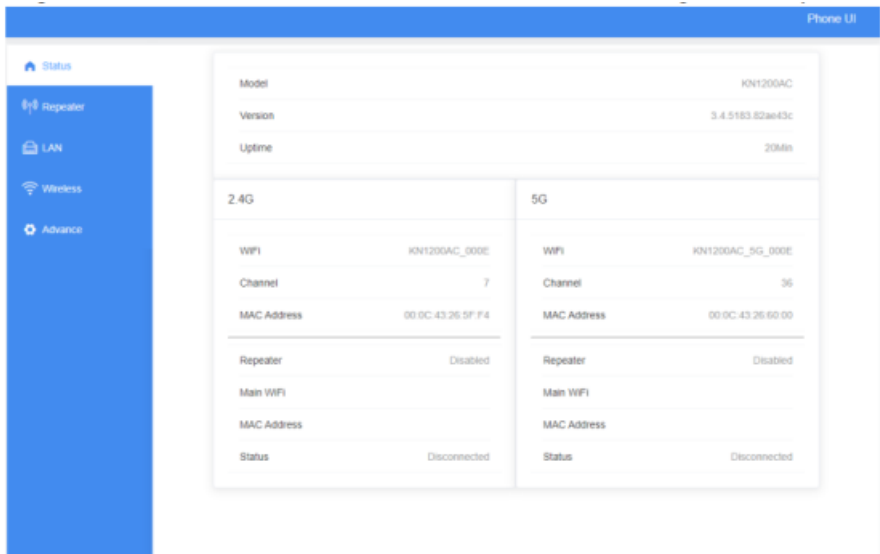 Phone UI
Status
Repeater
LAN
Wireless
Advance
Model KN1200AC
Version 3.4.5183.82ae43c
Uptime 20Min
2.4G
WiFi KN1200AC_000E
Channel 7
MAC Address 00:0C:43:26:5F:F4
Repeater Disabled
Main WiFi
MAC Address
Status Disconnected
5G
WiFi KN1200AC_5G_000E
Channel 36
MAC Address 00:0C:43:26:60:00
Repeater Disabled
Main WiFi
MAC Address
Status Disconnected